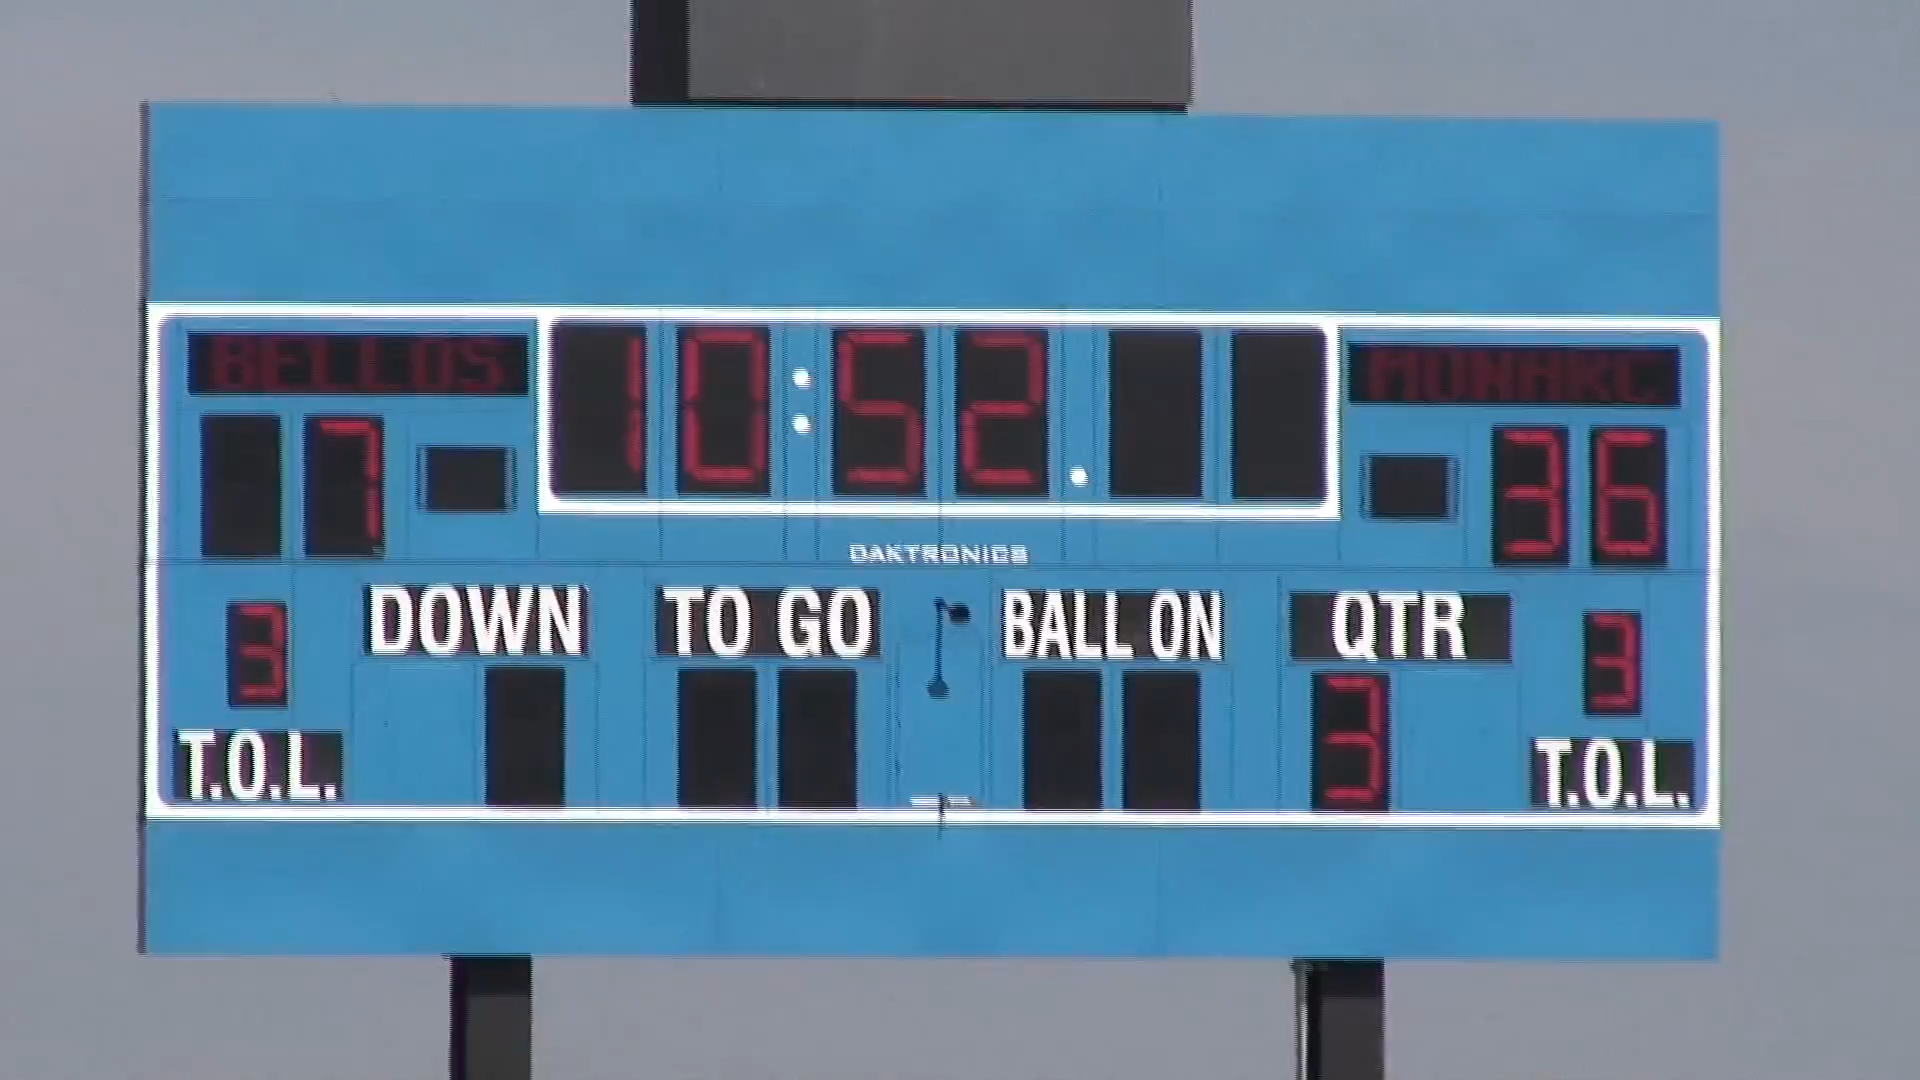 BELLOS 10:52. MONARC
7 36
DAKTRONICS
DOWN TO GO BALL ON QTR
3 3 3
T.O.L. T.O.L.